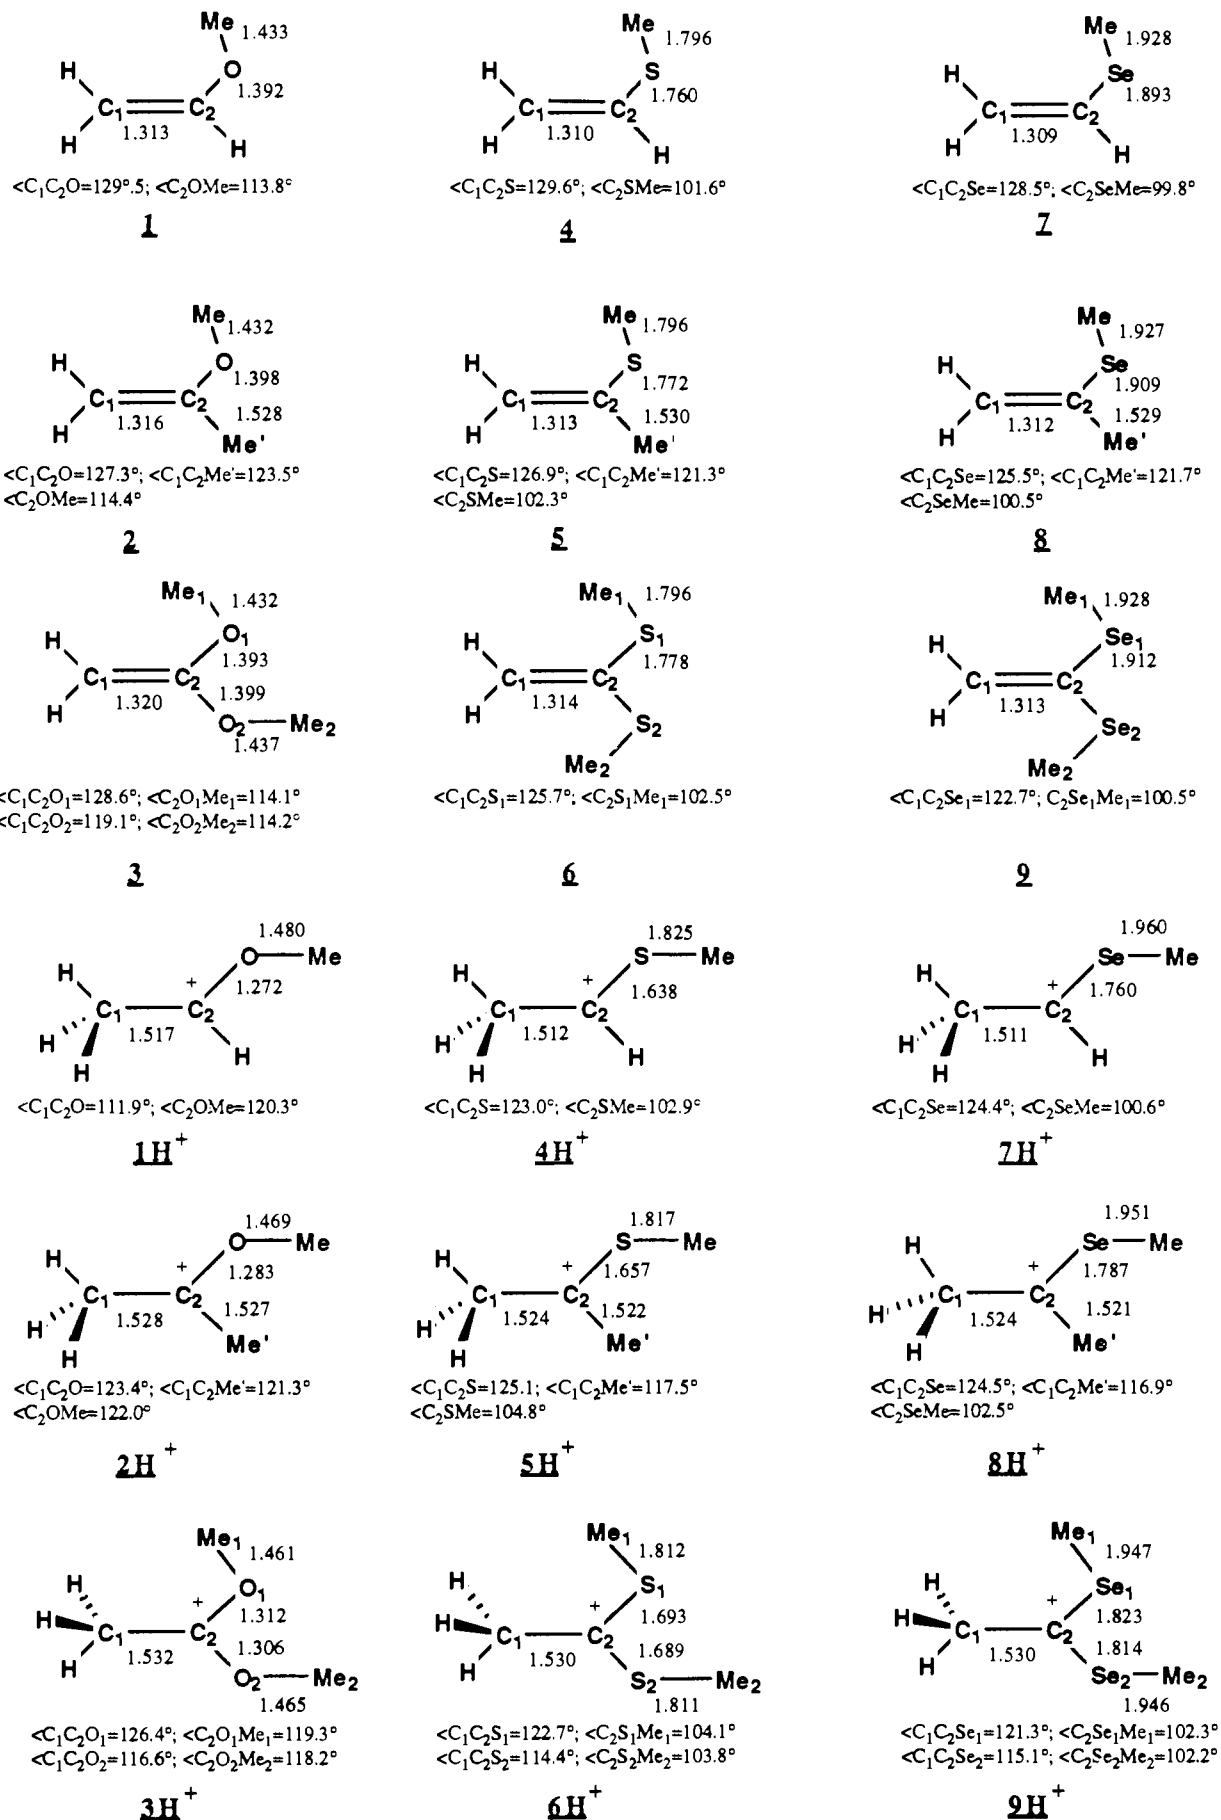 Me 1.433
H O 1.392
C1 C2
H 1.313 H
<C1C2O=129°.5; <C2OMe=113.8°
1
Me 1.796
H S 1.760
C1 C2
H 1.310 H
<C1C2S=129.6°; <C2SMe=101.6°
4
Me 1.928
H Se 1.893
C1 C2
H 1.309 H
<C1C2Se=128.5°; <C2SeMe=99.8°
7
Me 1.432
H O 1.398
C1 C2 1.528
H 1.316 Me'
<C1C2O=127.3°; <C1C2Me'=123.5°
<C2OMe=114.4°
2
Me 1.796
H S 1.772
C1 C2 1.530
H 1.313 Me'
<C1C2S=126.9°; <C1C2Me'=121.3°
<C2SMe=102.3°
5
Me 1.927
H Se 1.909
C1 C2 1.529
H 1.312 Me'
<C1C2Se=125.5°; <C1C2Me'=121.7°
<C2SeMe=100.5°
8
Me1 1.432
H O1 1.393
C1 C2 1.399
H 1.320 O2 Me2
1.437
<C1C2O1=128.6°; <C2O1Me1=114.1°
<C1C2O2=119.1°; <C2O2Me2=114.2°
3
Me1 1.796
H S1 1.778
C1 C2
H 1.314 S2
Me2
<C1C2S1=125.7°; <C2S1Me1=102.5°
6
Me1 1.928
H Se1 1.912
C1 C2
H 1.313 Se2
Me2
<C1C2Se1=122.7°; C2Se1Me1=100.5°
9
1.480
H O Me
+ 1.272
C1 C2
H 1.517 H
H
<C1C2O=111.9°; <C2OMe=120.3°
1H+
1.825
H S Me
+ 1.638
C1 C2
H 1.512 H
H
<C1C2S=123.0°; <C2SMe=102.9°
4H+
1.960
H Se Me
+ 1.760
C1 C2
H 1.511 H
H
<C1C2Se=124.4°; <C2SeMe=100.6°
7H+
1.469
H O Me
+ 1.283
C1 C2 1.527
H 1.528 Me'
H
<C1C2O=123.4°; <C1C2Me'=121.3°
<C2OMe=122.0°
2H+
1.817
H S Me
+ 1.657
C1 C2 1.522
H 1.524 Me'
H
<C1C2S=125.1; <C1C2Me'=117.5°
<C2SMe=104.8°
5H+
1.951
H Se Me
+ 1.787
C1 C2 1.521
H 1.524 Me'
H
<C1C2Se=124.5°; <C1C2Me'=116.9°
<C2SeMe=102.5°
8H+
Me1 1.461
H O1
+ 1.312
H C1 C2 1.306
H 1.532 O2 Me2
1.465
<C1C2O1=126.4°; <C2O1Me1=119.3°
<C1C2O2=116.6°; <C2O2Me2=118.2°
3H+
Me1 1.812
H S1
+ 1.693
H C1 C2 1.689
H 1.530 S2 Me2
1.811
<C1C2S1=122.7°; <C2S1Me1=104.1°
<C1C2S2=114.4°; <C2S2Me2=103.8°
6H+
Me1 1.947
H Se1
+ 1.823
H C1 C2 1.814
H 1.530 Se2 Me2
1.946
<C1C2Se1=121.3°; <C2Se1Me1=102.3°
<C1C2Se2=115.1°; <C2Se2Me2=102.2°
9H+